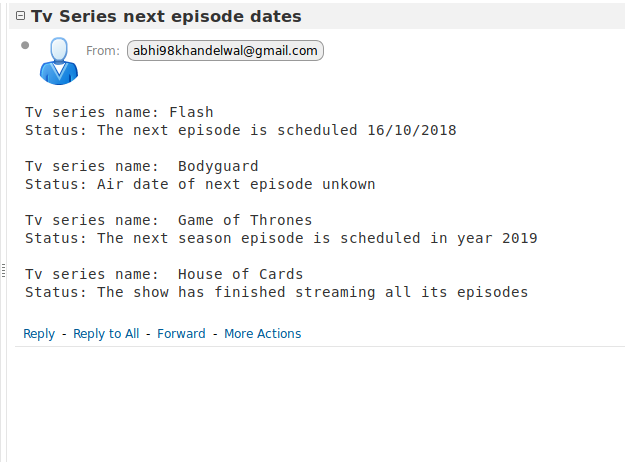 Tv Series next episode dates
From: abhi98khandelwal@gmail.com
Tv series name: Flash
Status: The next episode is scheduled 16/10/2018
Tv series name:  Bodyguard
Status: Air date of next episode unkown
Tv series name:  Game of Thrones
Status: The next season episode is scheduled in year 2019
Tv series name:  House of Cards
Status: The show has finished streaming all its episodes
Reply - Reply to All - Forward - More Actions